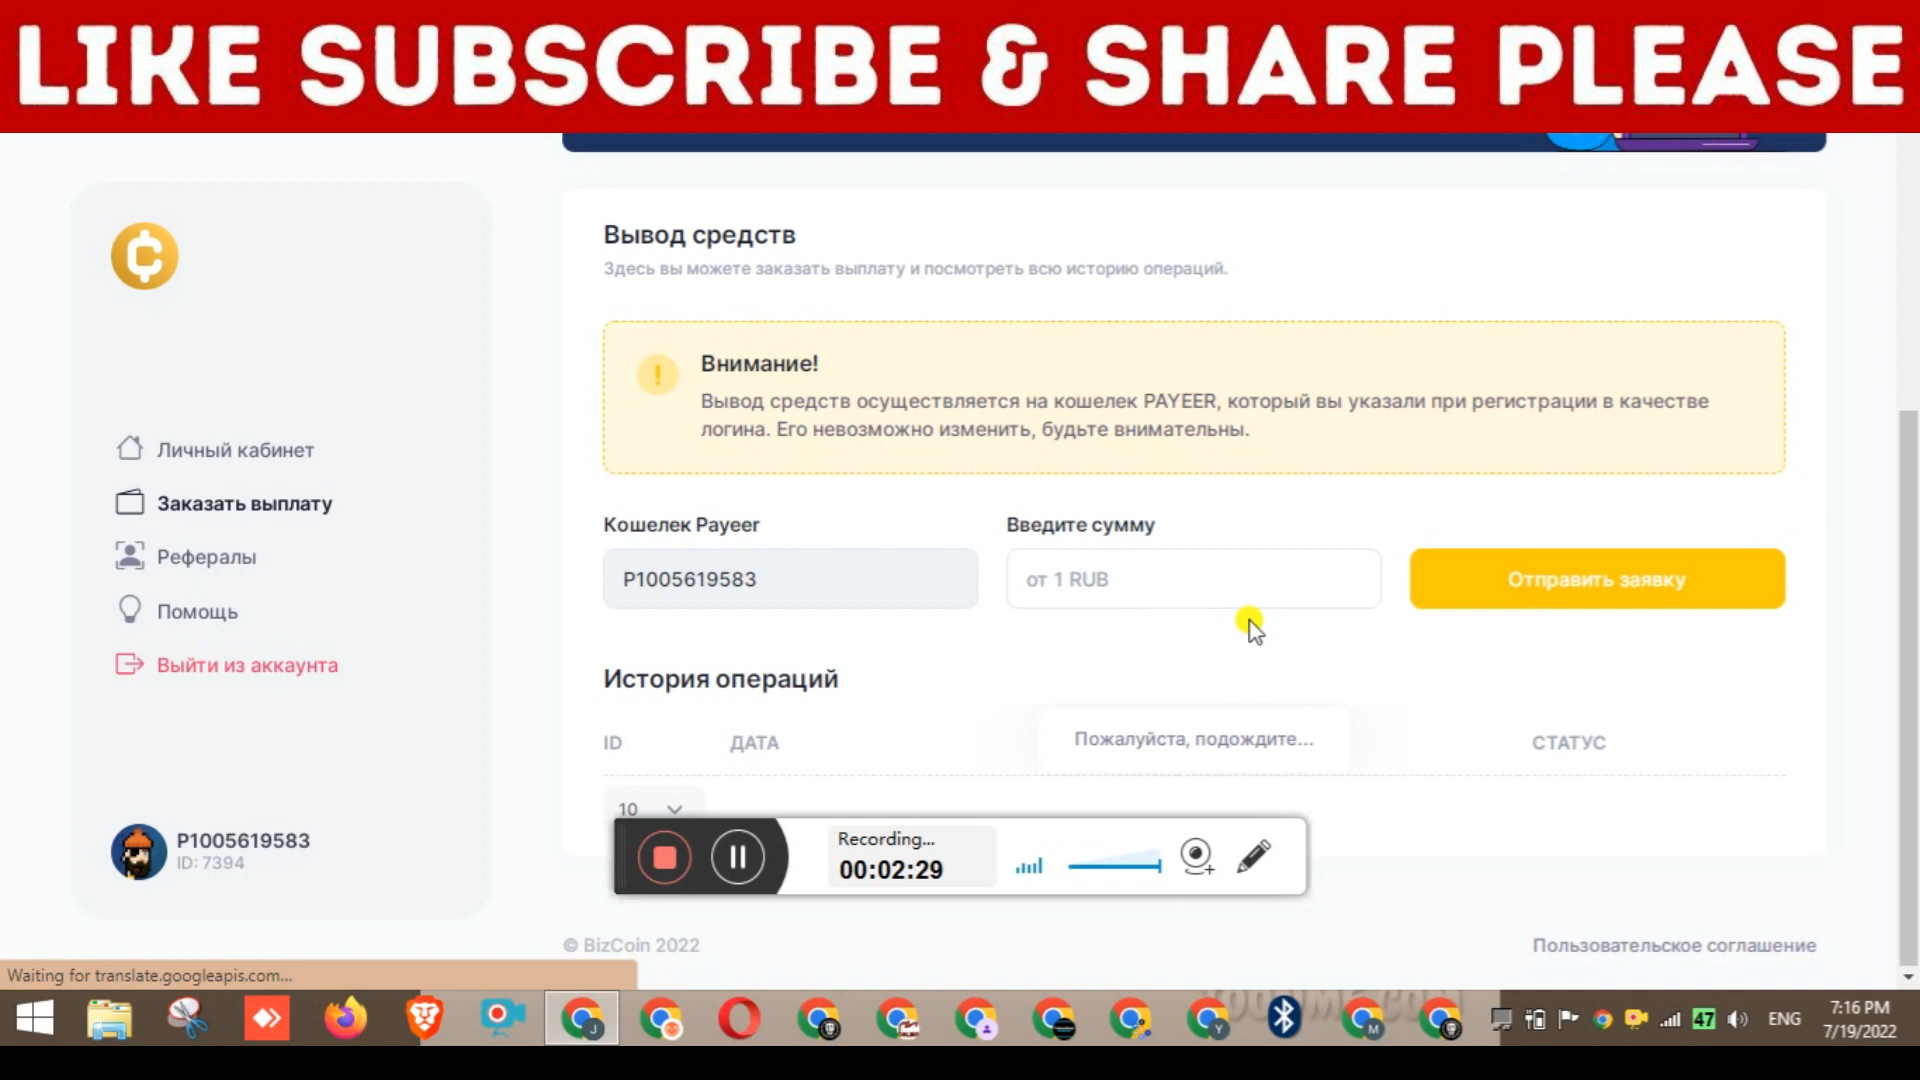 LIKE SUBSCRIBE & SHARE PLEASE
Вывод средств
Здесь вы можете заказать выплату и посмотреть всю историю операций.
Внимание!
Вывод средств осуществляется на кошелек PAYEER, который вы указали при регистрации в качестве
логина. Его невозможно изменить, будьте внимательны.
Личный кабинет
Заказать выплату
Рефералы
Помощь
Выйти из аккаунта
Кошелек Payeer
Введите сумму
P1005619583
от 1 RUB
Отправить заявку
История операций
ID
ДАТА
Пожалуйста, подождите...
СТАТУС
10
P1005619583
ID: 7394
Recording...
00:02:29
© BizCoin 2022
Пользовательское соглашение
Waiting for translate.googleapis.com...
47
ENG
7:16 PM
7/19/2022